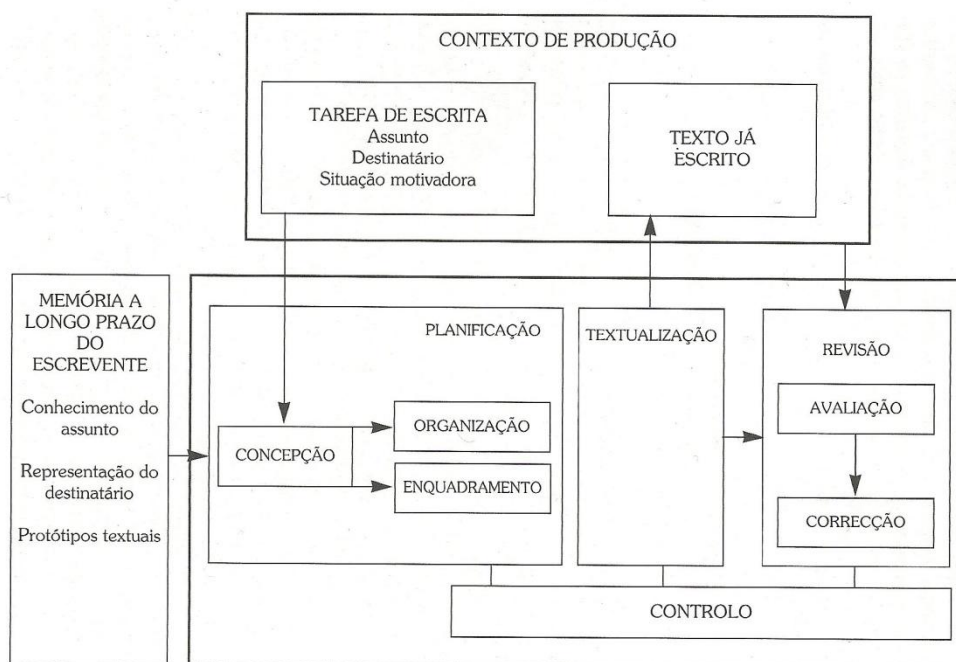 CONTEXTO DE PRODUÇÃO
TAREFA DE ESCRITA
Assunto
Destinatário
Situação motivadora
TEXTO JÁ
ESCRITO
MEMÓRIA A
LONGO PRAZO
DO
ESCREVENTE
Conhecimento do
assunto
Representação do
destinatário
Protótipos textuais
PLANIFICAÇÃO
CONCEPÇÃO
ORGANIZAÇÃO
ENQUADRAMENTO
TEXTUALIZAÇÃO
REVISÃO
AVALIAÇÃO
CORRECÇÃO
CONTROLO